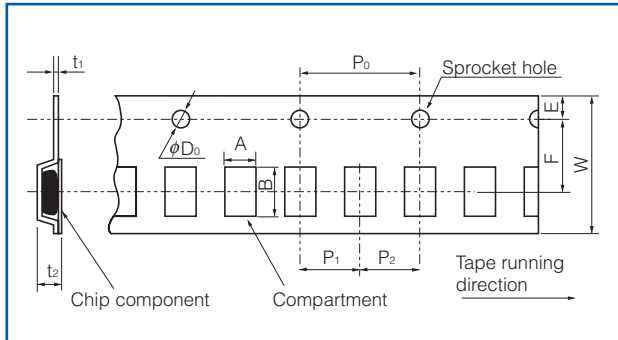 t₁
P₀
Sprocket hole
E
A
F
W
ϕD₀
B
t₂
P₁
P₂
Tape running
direction
Chip component
Compartment